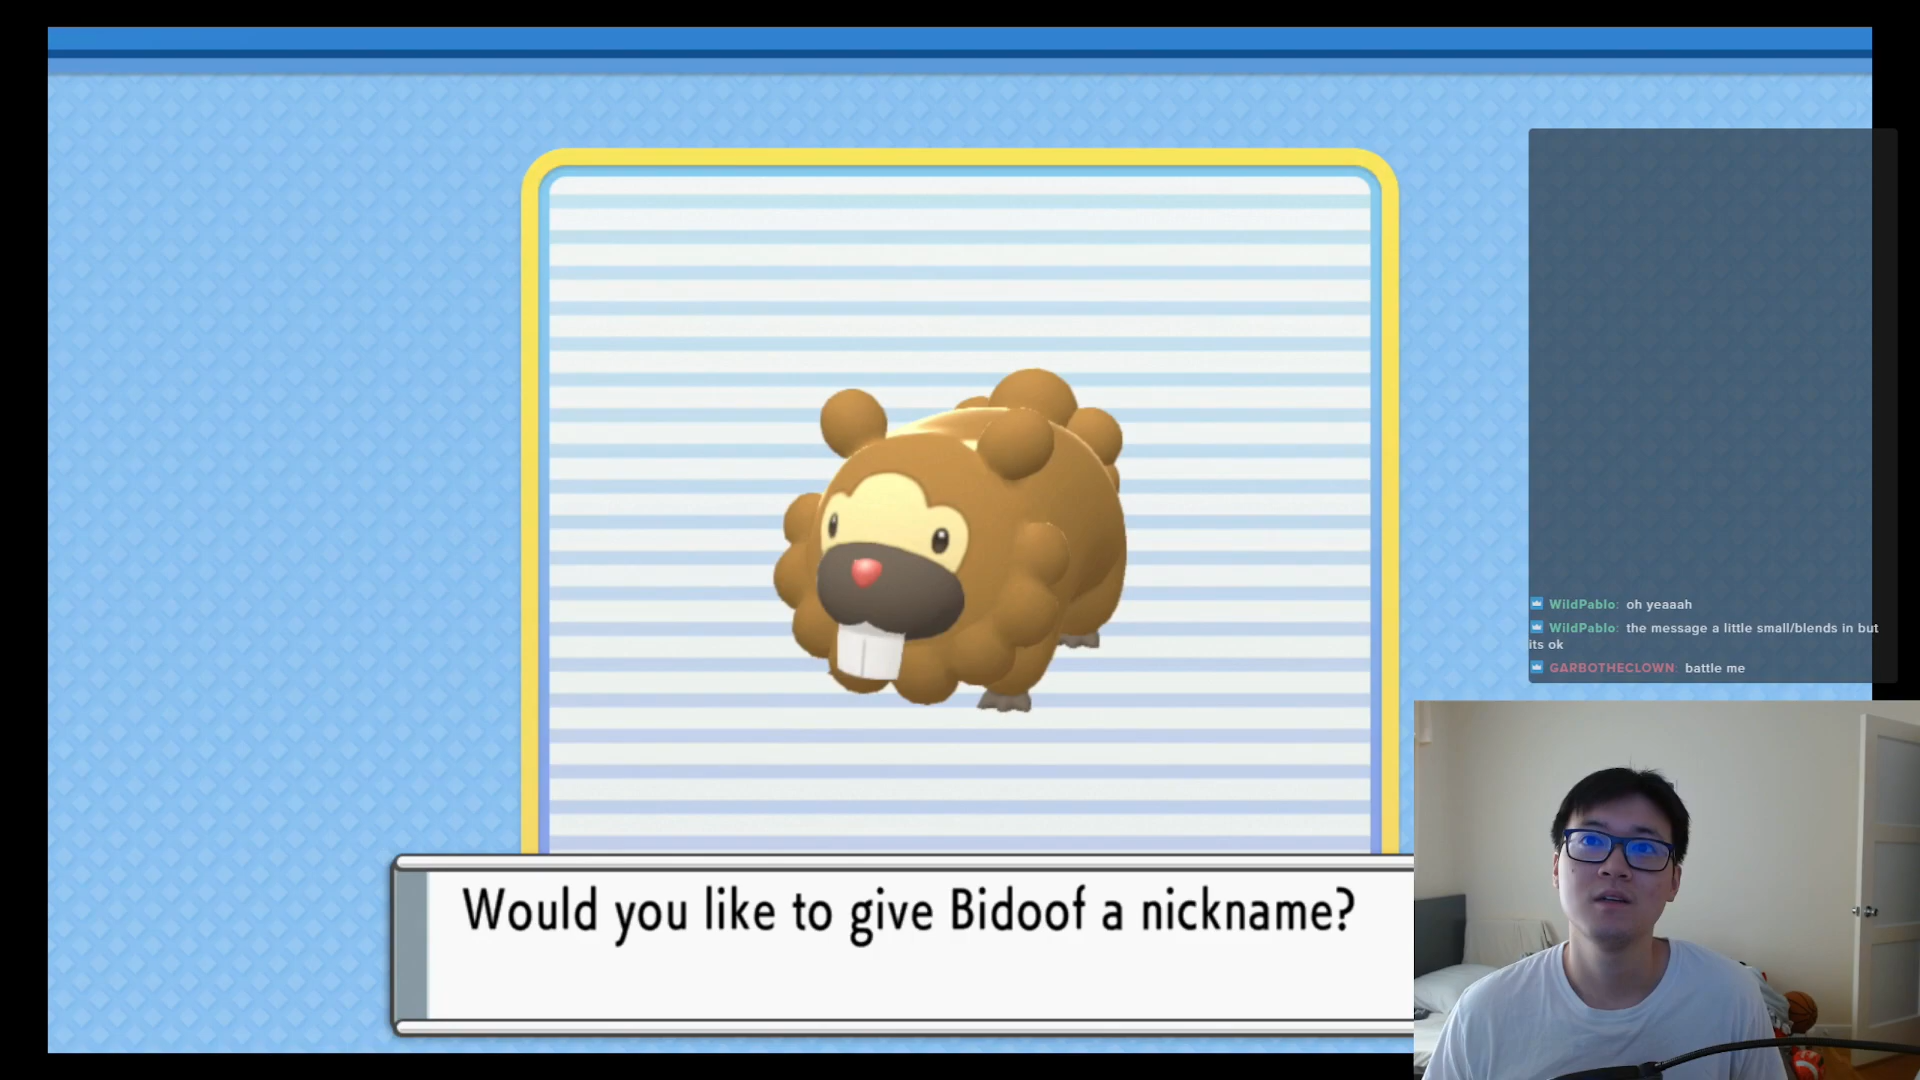 WildPablo: oh yeaaah
WildPablo: the message a little small/blends in but
its ok
GARBOTHECLOWN: battle me
Would you like to give Bidoof a nickname?